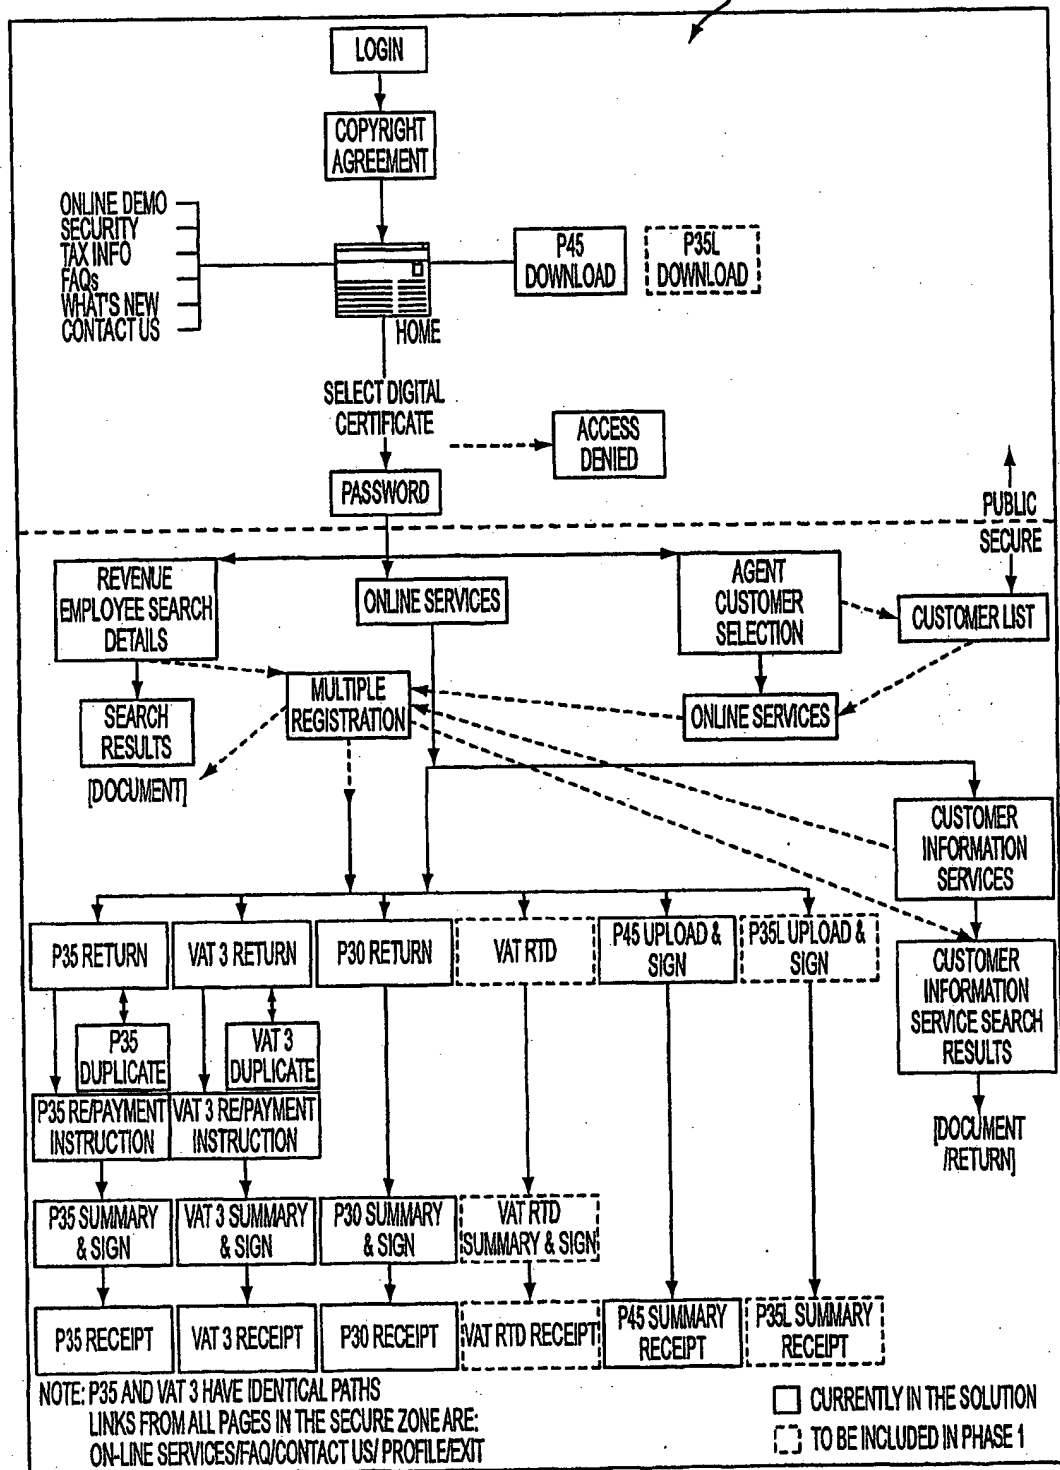 LOGIN
COPYRIGHT
AGREEMENT
ONLINE DEMO
SECURITY
TAX INFO
FAQs
WHAT'S NEW
CONTACT US
HOME
P45
DOWNLOAD
P35L
DOWNLOAD
SELECT DIGITAL
CERTIFICATE
ACCESS
DENIED
PASSWORD
PUBLIC
SECURE
REVENUE
EMPLOYEE SEARCH
DETAILS
ONLINE SERVICES
AGENT
CUSTOMER
SELECTION
CUSTOMER LIST
SEARCH
RESULTS
[DOCUMENT]
MULTIPLE
REGISTRATION
ONLINE SERVICES
CUSTOMER
INFORMATION
SERVICES
P35 RETURN
VAT 3 RETURN
P30 RETURN
VAT RTD
P45 UPLOAD &
SIGN
P35L UPLOAD &
SIGN
CUSTOMER
INFORMATION
SERVICE SEARCH
RESULTS
P35
DUPLICATE
VAT 3
DUPLICATE
P35 RE/PAYMENT
INSTRUCTION
VAT 3 RE/PAYMENT
INSTRUCTION
[DOCUMENT
/RETURN]
P35 SUMMARY
& SIGN
VAT 3 SUMMARY
& SIGN
P30 SUMMARY
& SIGN
VAT RTD
SUMMARY & SIGN
P35 RECEIPT
VAT 3 RECEIPT
P30 RECEIPT
VAT RTD RECEIPT
P45 SUMMARY
RECEIPT
P35L SUMMARY
RECEIPT
NOTE: P35 AND VAT 3 HAVE IDENTICAL PATHS
LINKS FROM ALL PAGES IN THE SECURE ZONE ARE:
ON-LINE SERVICES/FAQ/CONTACT US/ PROFILE/EXIT
CURRENTLY IN THE SOLUTION
TO BE INCLUDED IN PHASE 1